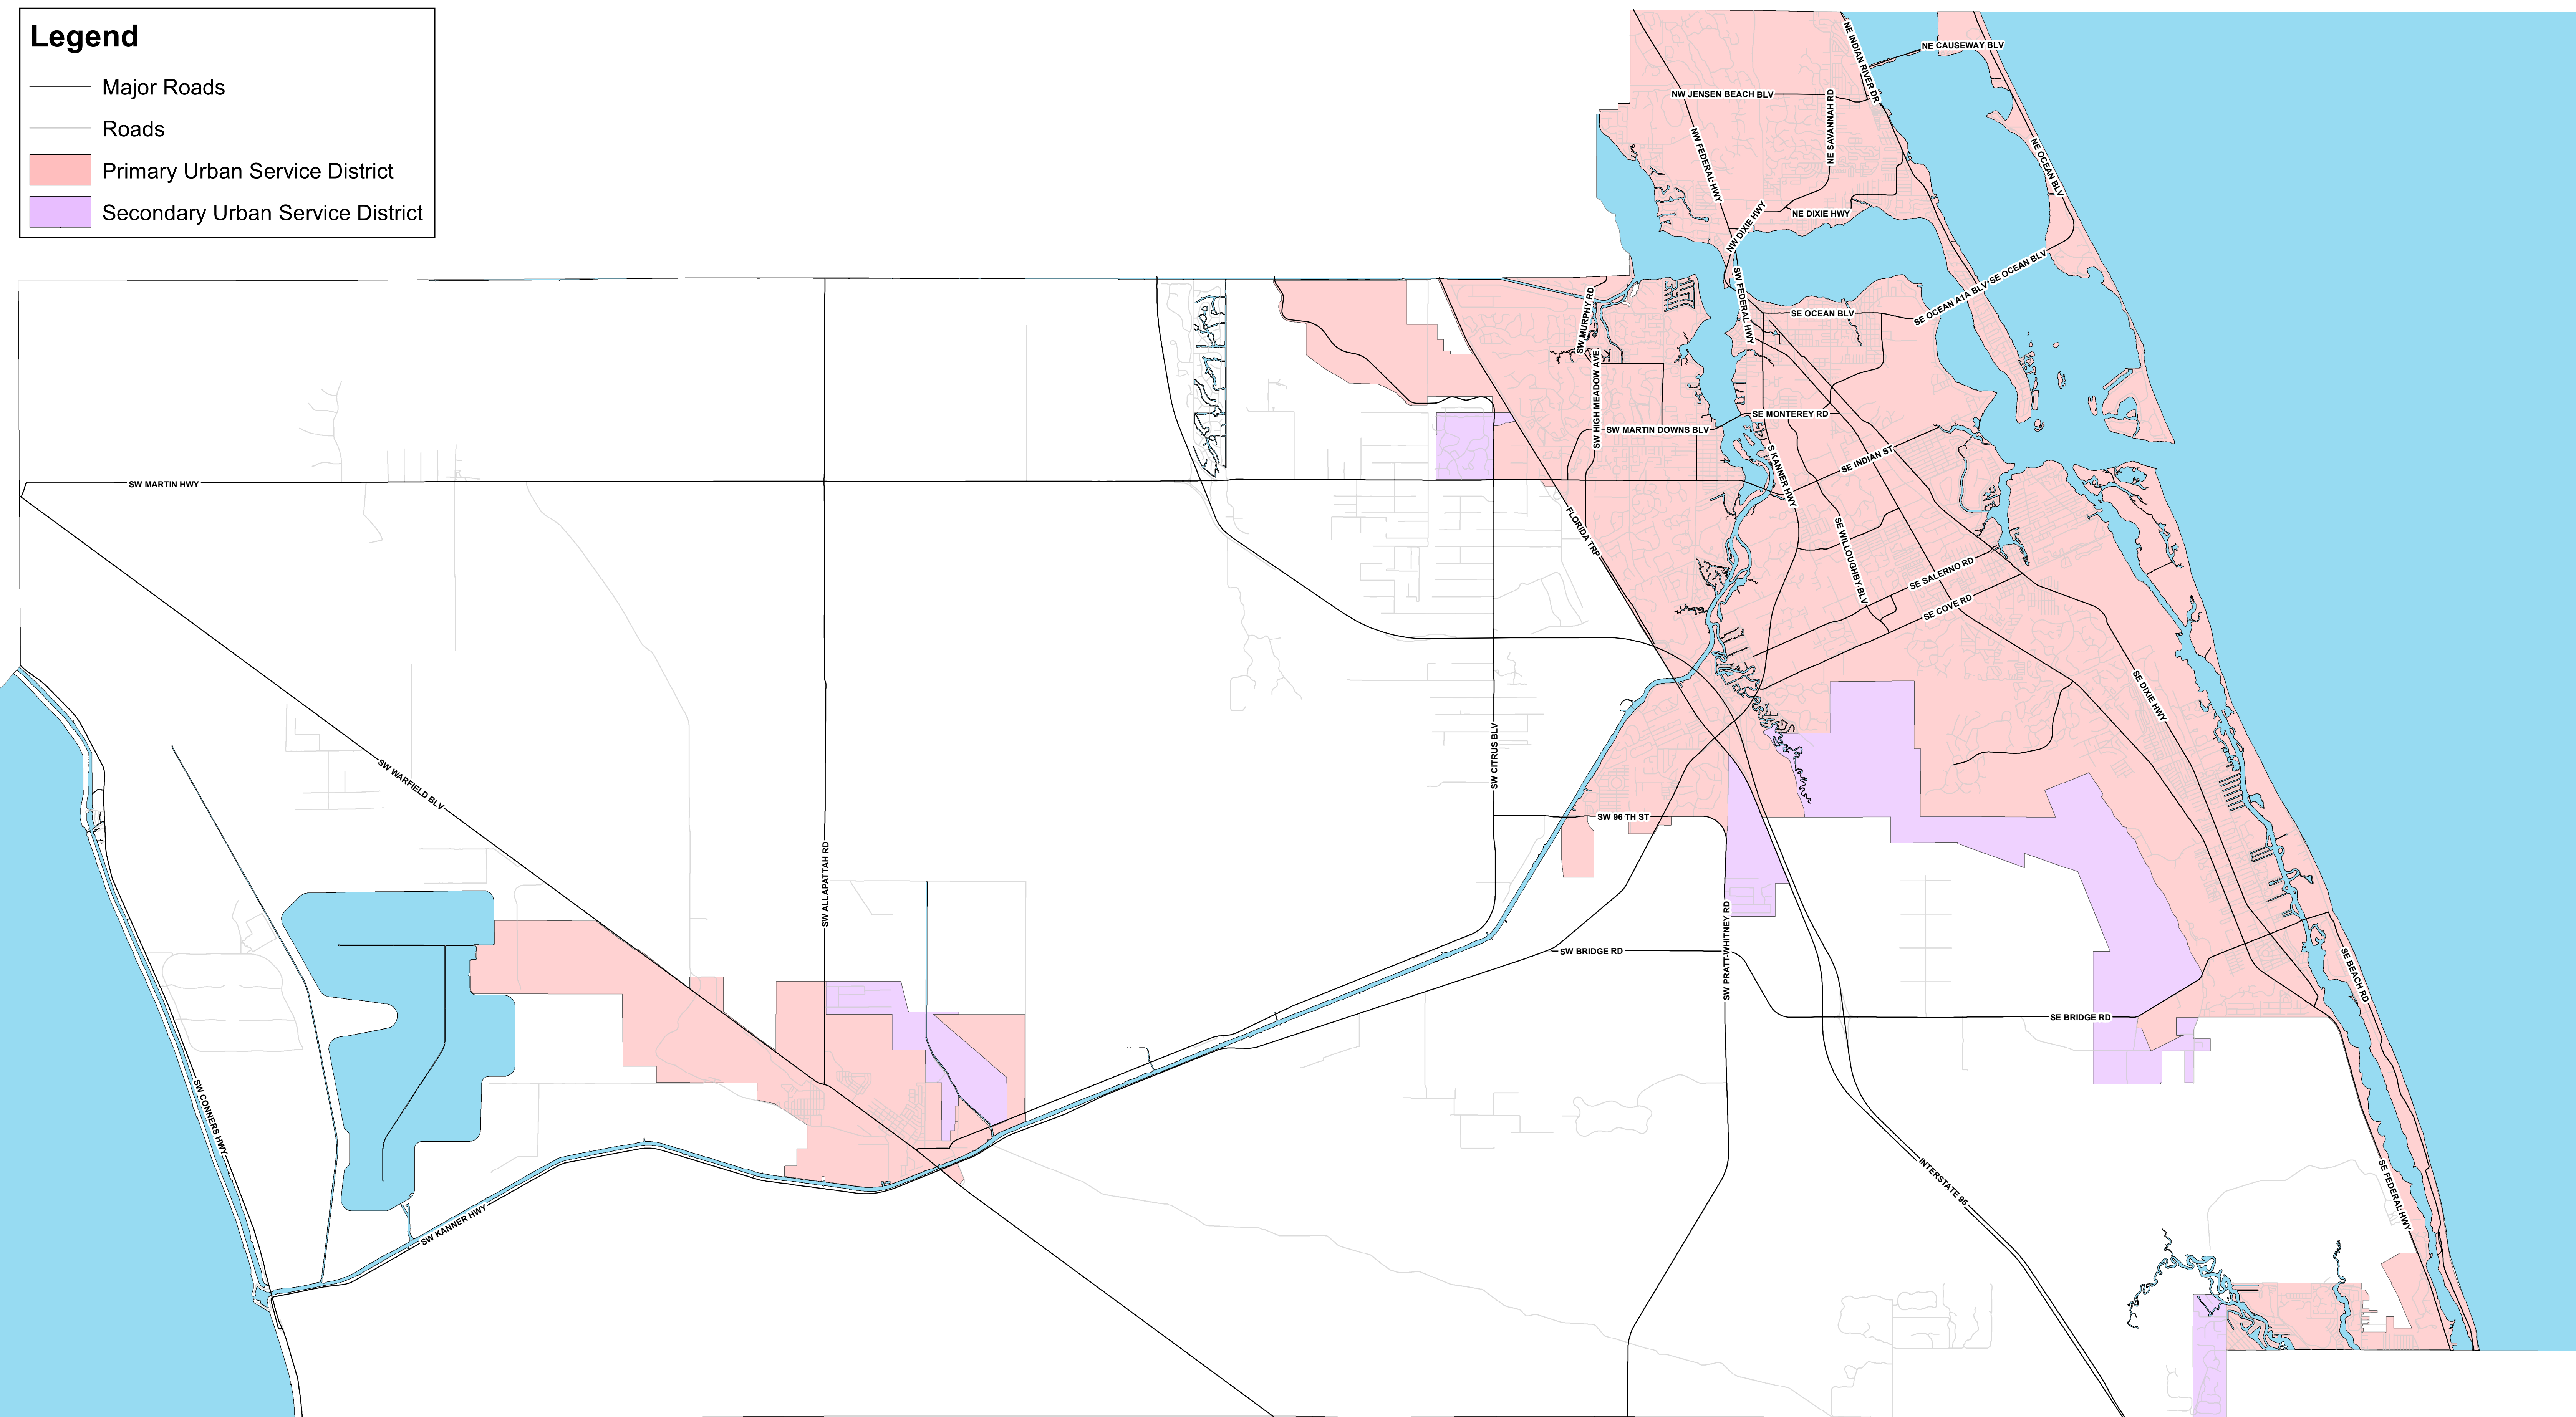 Legend
Major Roads
Roads
Primary Urban Service District
Secondary Urban Service District
NE INDIAN RIVER DR
NE CAUSEWAY BLV
NW JENSEN BEACH BLV
NE SAVANNAH RD
NW FEDERAL HWY
NE OCEAN BLV
NW DIXIE HWY
NE DIXIE HWY
SW FEDERAL HWY
SE OCEAN BLV
SE OCEAN A1A BLV
SE OCEAN BLV
SW MURPHY RD
SW HIGH MEADOW AVE.
SE MONTEREY RD
SW MARTIN DOWNS BLV
S KANNER HWY
SE INDIAN ST
SW MARTIN HWY
FLORIDA TRP
SE WILLOUGHBY BLV
SE SALERNO RD
SE COVE RD
SE DIXIE HWY
SW WARFIELD BLV
SW CITRUS BLV
SW 96 TH ST
SW ALLAPATTAH RD
SW BRIDGE RD
SW PRATT-WHITNEY RD
SE BRIDGE RD
SE BEACH RD
SW CONNERS HWY
SW KANNER HWY
INTERSTATE 95
SE FEDERAL HWY